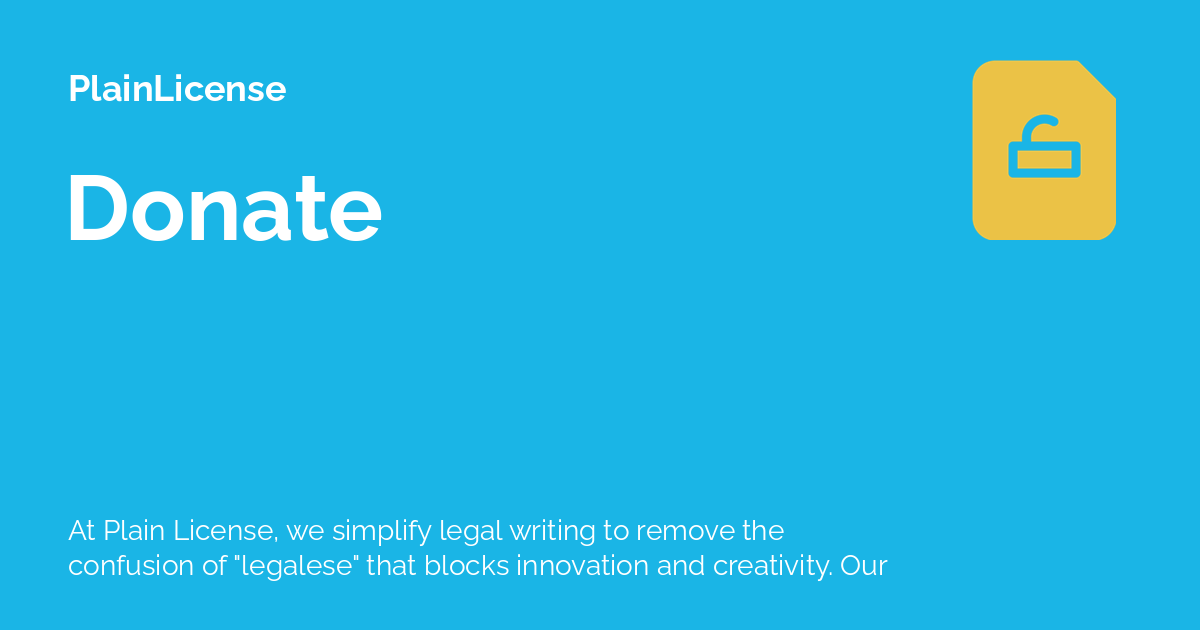 PlainLicense
Donate
At Plain License, we simplify legal writing to remove the
confusion of "legalese" that blocks innovation and creativity. Our